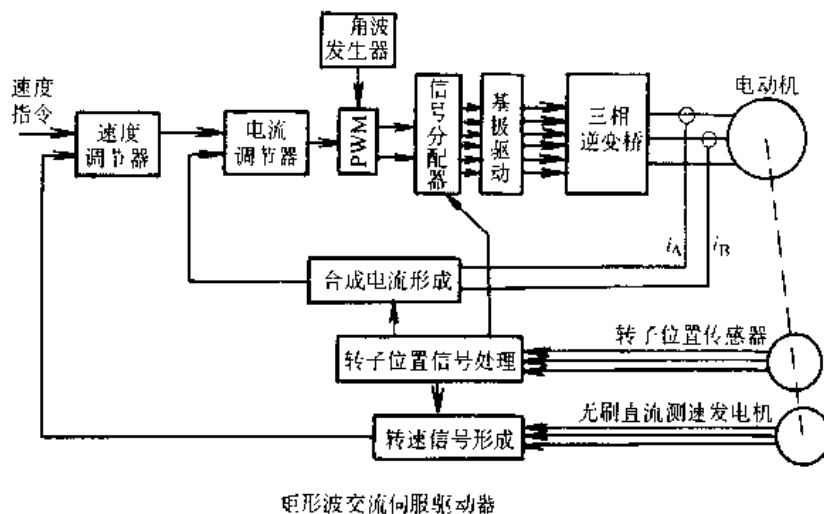 角波
发生器
速度
指令
速度
调节器
电流
调节器
PWM
信号分配器
基极驱动
三相
逆变桥
电动机
iA
iB
合成电流形成
转子位置信号处理
转子位置传感器
转速信号形成
无刷直流测速发电机
矩形波交流伺服驱动器